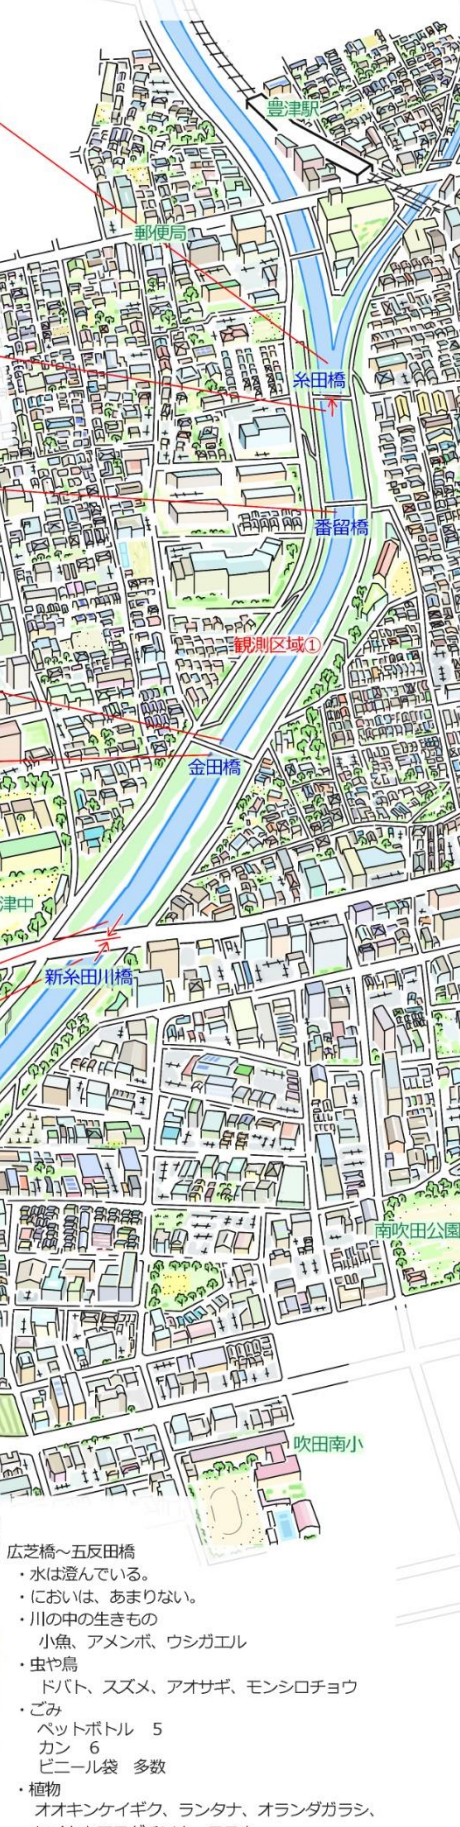 豊津駅
郵便局
糸田橋
番留橋
観測区域①
金田橋
津中
新糸田川橋
南吹田公園
吹田南小
広芝橋～五反田橋
・水は澄んでいる。
・においは、あまりない。
・川の中の生きもの
小魚、アメンボ、ウシガエル
・虫や鳥
ドバト、スズメ、アオサギ、モンシロチョウ
・ごみ
ペットボトル　5
カン　6
ビニール袋　多数
・植物
オオキンケイギク、ランタナ、オランダガラシ、